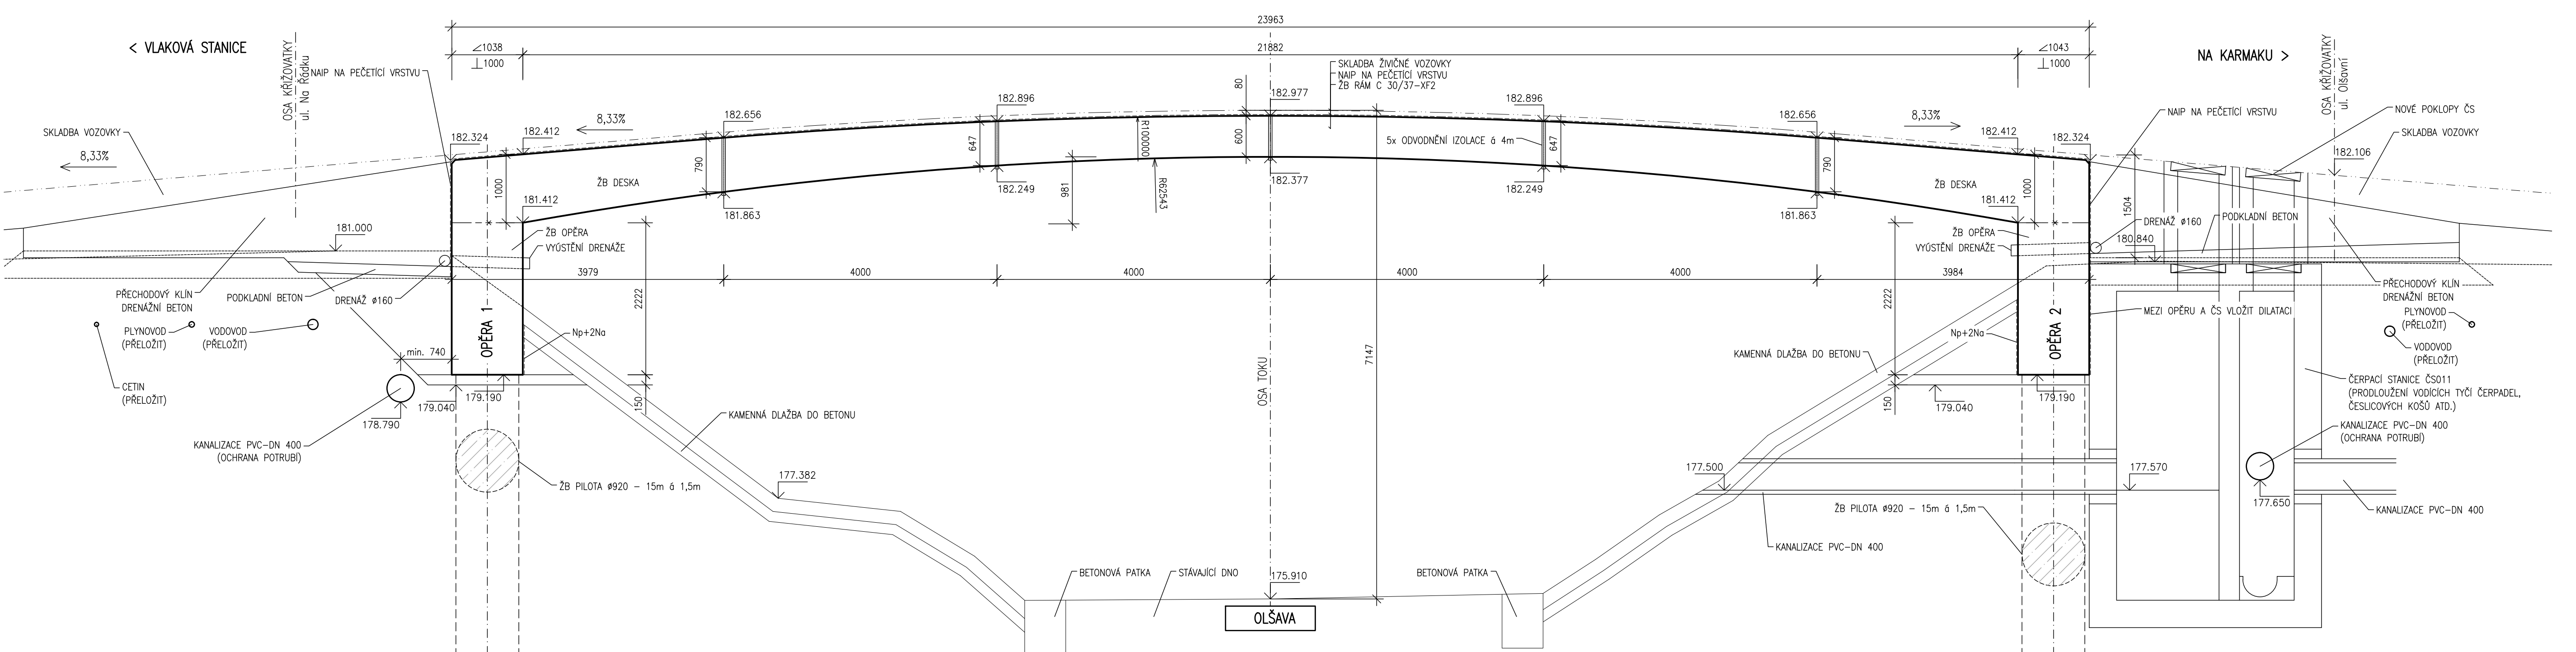 23963
< VLAKOVÁ STANICE
OSA KŘIŽOVATKY
ul. Na Řádku
NAIP NA PEČETÍCÍ VRSTVU
∠1038
⊥1000
21882
∠1043
⊥1000
NA KARMAKU >
OSA KŘIŽOVATKY
ul. Olšavní
SKLADBA ŽIVIČNÉ VOZOVKY
NAIP NA PEČETÍCÍ VRSTVU
ŽB RÁM C 30/37-XF2
SKLADBA VOZOVKY
8,33%
182.324
182.412
8,33%
182.656
182.896
80
182.977
182.896
182.656
8,33%
182.412
182.324
NAIP NA PEČETÍCÍ VRSTVU
NOVÉ POKLOPY ČS
SKLADBA VOZOVKY
182.106
1000
ŽB DESKA
790
647
R100000
600
5x ODVODNĚNÍ IZOLACE á 4m
647
790
ŽB DESKA
1000
1504
181.412
181.863
182.249
981
R62543
182.377
182.249
181.863
181.412
181.000
ŽB OPĚRA
VYÚSTĚNÍ DRENÁŽE
ŽB OPĚRA
VYÚSTĚNÍ DRENÁŽE
DRENÁŽ ø160
PODKLADNÍ BETON
180.840
3979
4000
4000
4000
4000
3984
PŘECHODOVÝ KLÍN
DRENÁŽNÍ BETON
PODKLADNÍ BETON
DRENÁŽ ø160
2222
2222
PŘECHODOVÝ KLÍN
DRENÁŽNÍ BETON
PLYNOVOD
(PŘELOŽIT)
VODOVOD
(PŘELOŽIT)
OPĚRA 1
Np+2Na
Np+2Na
OPĚRA 2
MEZI OPĚRU A ČS VLOŽIT DILATACI
PLYNOVOD
(PŘELOŽIT)
min. 740
OSA TOKU
7147
KAMENNÁ DLAŽBA DO BETONU
VODOVOD
(PŘELOŽIT)
CETIN
(PŘELOŽIT)
179.040
179.190
150
150
179.040
179.190
ČERPACÍ STANICE ČS011
(PRODLOUŽENÍ VODÍCÍCH TYČÍ ČERPADEL,
ČESLICOVÝCH KOŠŮ ATD.)
178.790
KAMENNÁ DLAŽBA DO BETONU
KANALIZACE PVC-DN 400
(OCHRANA POTRUBÍ)
KANALIZACE PVC-DN 400
(OCHRANA POTRUBÍ)
177.382
177.500
177.570
ŽB PILOTA ø920 - 15m á 1,5m
177.650
ŽB PILOTA ø920 - 15m á 1,5m
KANALIZACE PVC-DN 400
KANALIZACE PVC-DN 400
BETONOVÁ PATKA
STÁVAJÍCÍ DNO
175.910
BETONOVÁ PATKA
OLŠAVA